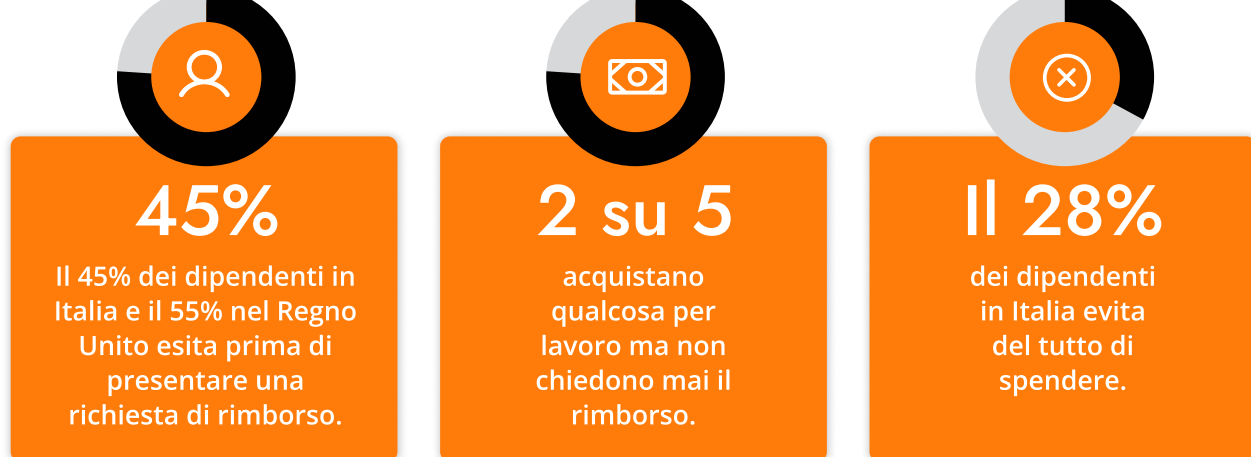 45%
Il 45% dei dipendenti in
Italia e il 55% nel Regno
Unito esita prima di
presentare una
richiesta di rimborso.
2 su 5
acquistano
qualcosa per
lavoro ma non
chiedono mai il
rimborso.
Il 28%
dei dipendenti
in Italia evita
del tutto di
spendere.